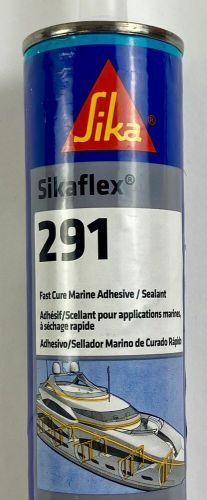 Sika®
Sikaflex®
291
Fast Cure Marine Adhesive / Sealant
Adhésif/Scellant pour applications marines,
à séchage rapide
Adhesivo/Sellador Marino de Curado Rápido